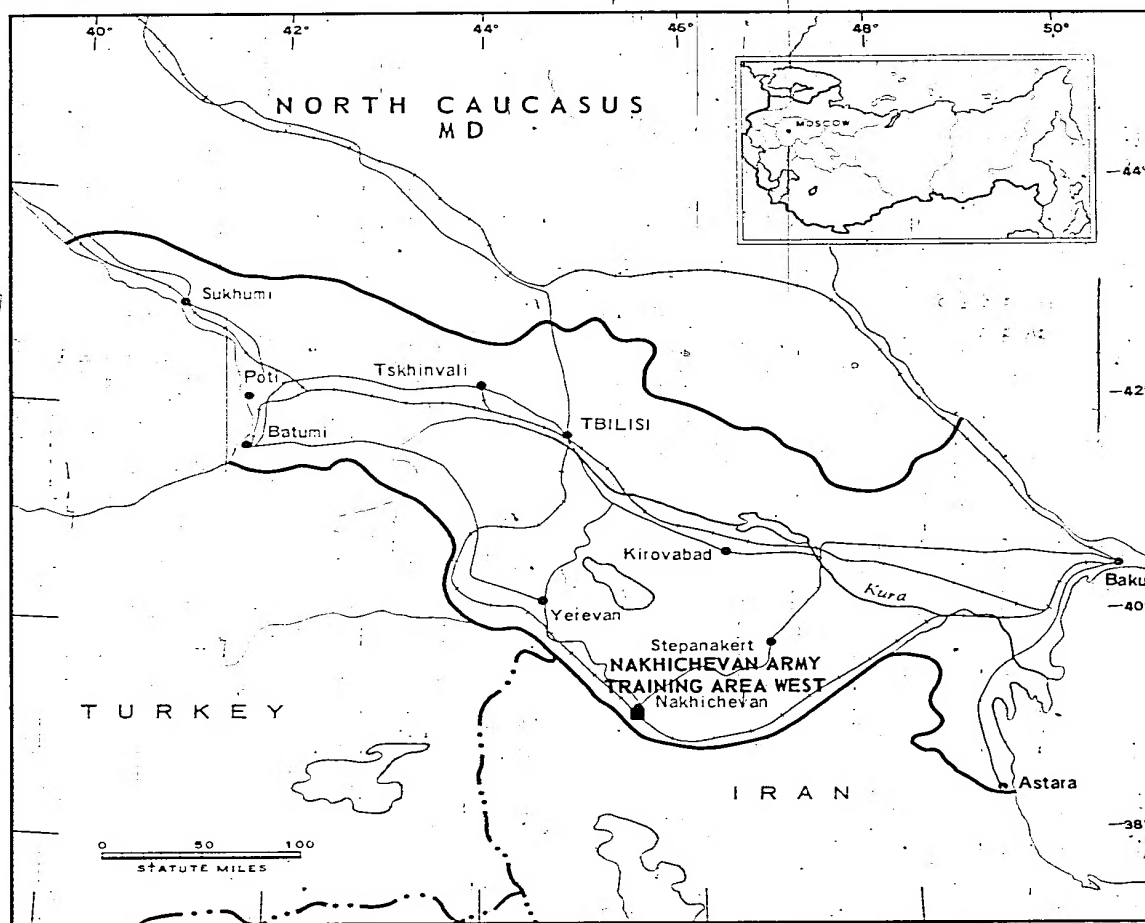 40° 42° 44 46° 48° 50°
NORTH CAUCASUS
MD
MOSCOW
44°
Sukhumi
Poti
Tskhinvali
42°
Batumi
TBILISI
Kirovabad
Baku
Kura
40°
Yerevan
Stepanakert
NAKHICHEVAN ARMY
TRAINING AREA WEST
Nakhichevan
TURKEY
IRAN
Astara
38°
0 50 100
STATUTE MILES